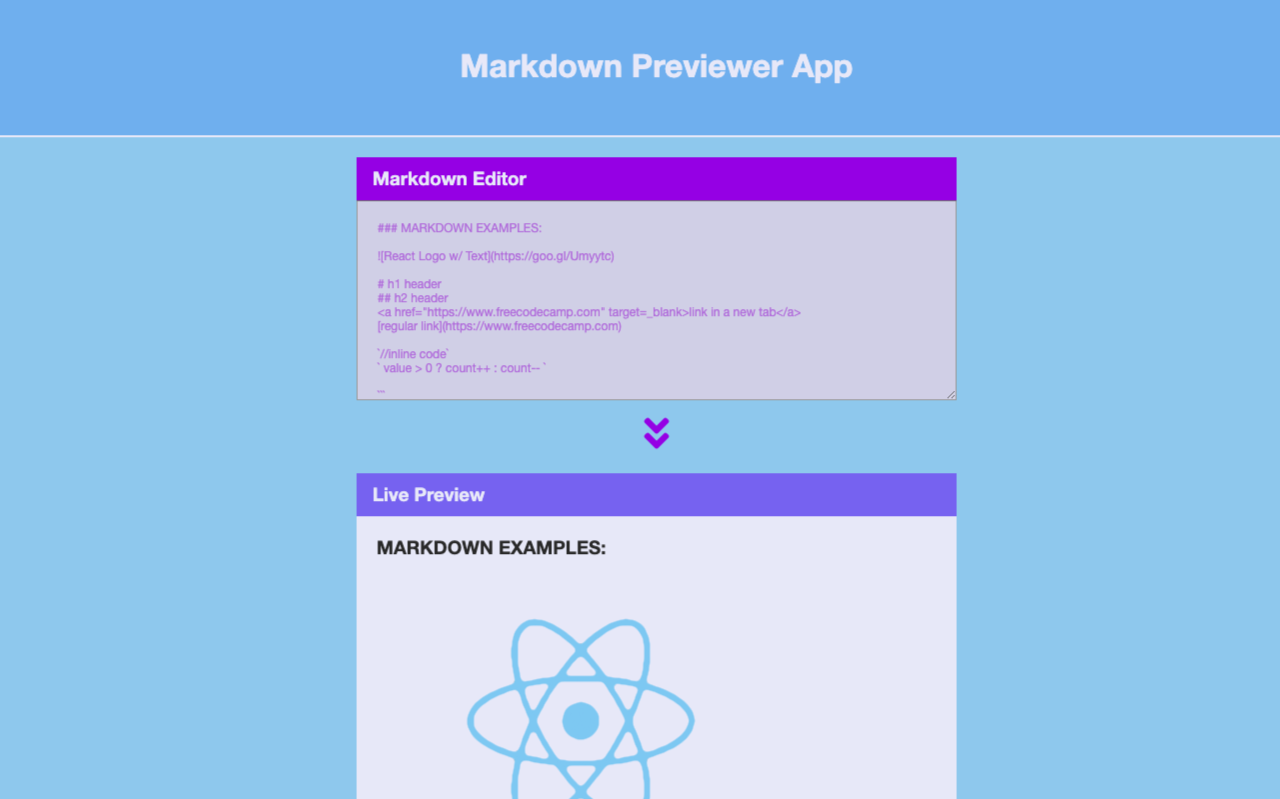 Markdown Previewer App
Markdown Editor
### MARKDOWN EXAMPLES:
![React Logo w/ Text](https://goo.gl/Umyytc)
# h1 header
## h2 header
<a href="https://www.freecodecamp.com" target=_blank>link in a new tab</a>
[regular link](https://www.freecodecamp.com)
`//inline code`
` value > 0 ? count++ : count-- `
Live Preview
MARKDOWN EXAMPLES: